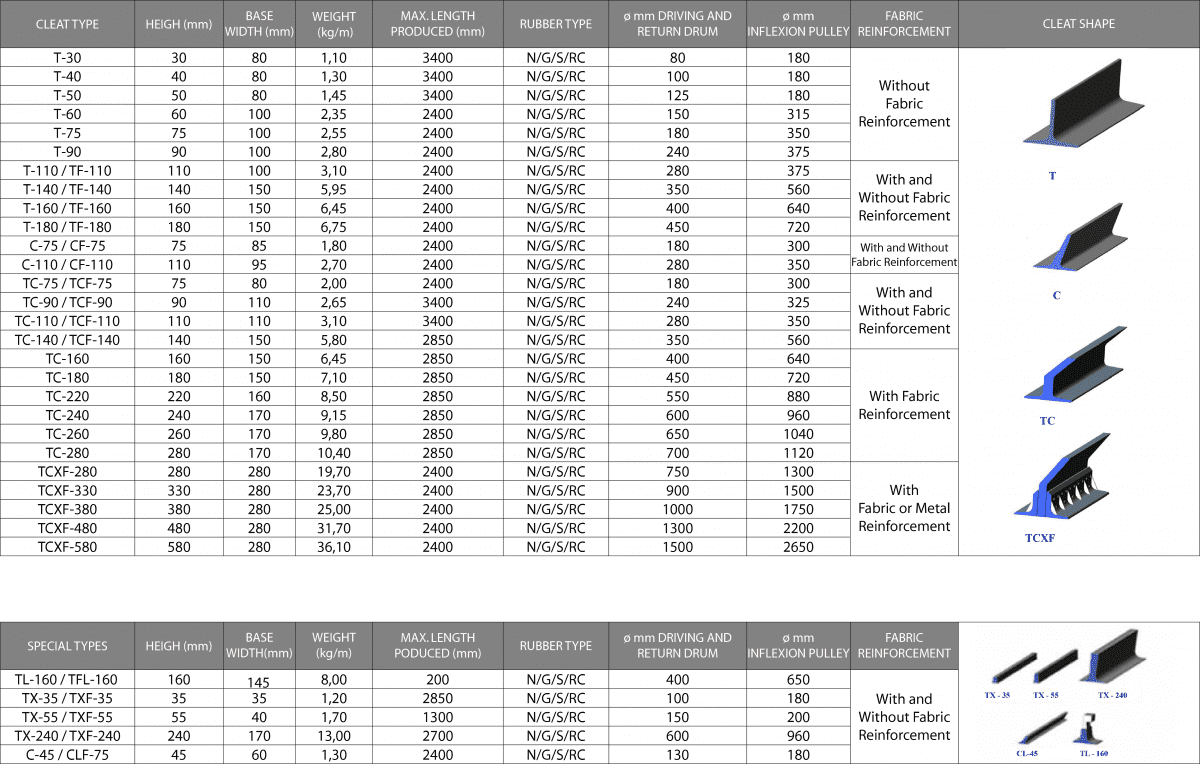 CLEAT TYPE HEIGH (mm) BASE WIDTH (mm) WEIGHT (kg/m) MAX. LENGTH PRODUCED (mm) RUBBER TYPE ø mm DRIVING AND RETURN DRUM ø mm INFLEXION PULLEY FABRIC REINFORCEMENT CLEAT SHAPE
T-30 30 80 1,10 3400 N/G/S/RC 80 180
T-40 40 80 1,30 3400 N/G/S/RC 100 180
T-50 50 80 1,45 3400 N/G/S/RC 125 180
T-60 60 100 2,35 2400 N/G/S/RC 150 315
T-75 75 100 2,55 2400 N/G/S/RC 180 350
T-90 90 100 2,80 2400 N/G/S/RC 240 375
Without
Fabric
Reinforcement
T-110 / TF-110 110 100 3,10 2400 N/G/S/RC 280 375
T-140 / TF-140 140 150 5,95 2400 N/G/S/RC 350 560
T-160 / TF-160 160 150 6,45 2400 N/G/S/RC 400 640
T-180 / TF-180 180 150 6,75 2400 N/G/S/RC 450 720
With and
Without Fabric
Reinforcement
C-75 / CF-75 75 85 1,80 2400 N/G/S/RC 180 300
C-110 / CF-110 110 95 2,70 2400 N/G/S/RC 280 350
With and Without
Fabric Reinforcement
TC-75 / TCF-75 75 80 2,00 2400 N/G/S/RC 180 300
TC-90 / TCF-90 90 110 2,65 3400 N/G/S/RC 240 325
TC-110 / TCF-110 110 110 3,10 3400 N/G/S/RC 280 350
TC-140 / TCF-140 140 150 5,80 2850 N/G/S/RC 350 560
With and
Without Fabric
Reinforcement
TC-160 160 150 6,45 2850 N/G/S/RC 400 640
TC-180 180 150 7,10 2850 N/G/S/RC 450 720
TC-220 220 160 8,50 2850 N/G/S/RC 550 880
TC-240 240 170 9,15 2850 N/G/S/RC 600 960
TC-260 260 170 9,80 2850 N/G/S/RC 650 1040
TC-280 280 170 10,40 2850 N/G/S/RC 700 1120
With Fabric
Reinforcement
TCXF-280 280 280 19,70 2400 N/G/S/RC 750 1300
TCXF-330 330 280 23,70 2400 N/G/S/RC 900 1500
TCXF-380 380 280 25,00 2400 N/G/S/RC 1000 1750
TCXF-480 480 280 31,70 2400 N/G/S/RC 1300 2200
TCXF-580 580 280 36,10 2400 N/G/S/RC 1500 2650
With
Fabric or Metal
Reinforcement
T
C
TC
TCXF
SPECIAL TYPES HEIGH (mm) BASE WIDTH(mm) WEIGHT (kg/m) MAX. LENGTH PODUCED (mm) RUBBER TYPE ø mm DRIVING AND RETURN DRUM ø mm INFLEXION PULLEY FABRIC REINFORCEMENT
TL-160 / TFL-160 160 145 8,00 200 N/G/S/RC 400 650
TX-35 / TXF-35 35 35 1,20 2850 N/G/S/RC 100 180
TX-55 / TXF-55 55 40 1,70 1300 N/G/S/RC 150 200
TX-240 / TXF-240 240 170 13,00 2700 N/G/S/RC 600 960
C-45 / CLF-75 45 60 1,30 2400 N/G/S/RC 130 180
With and
Without Fabric
Reinforcement
TX - 35 TX - 55 TX - 240
CL-45 TL - 160